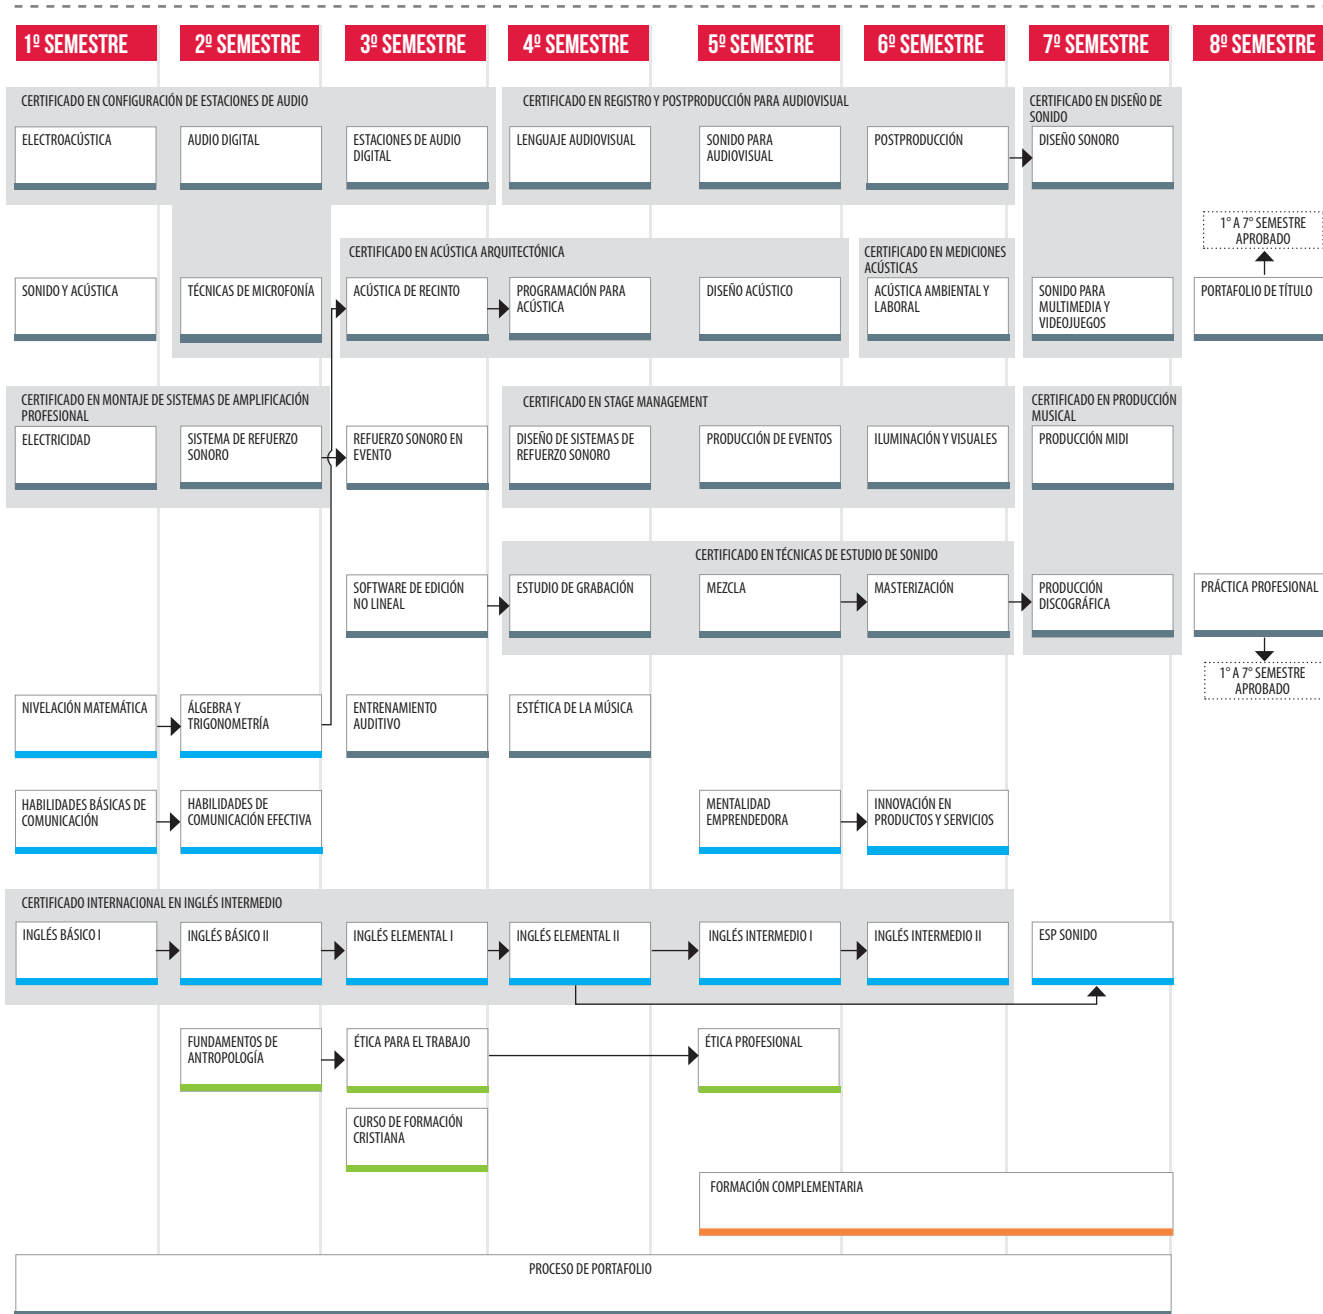 1º SEMESTRE
2º SEMESTRE
3º SEMESTRE
4º SEMESTRE
5º SEMESTRE
6º SEMESTRE
7º SEMESTRE
8º SEMESTRE
CERTIFICADO EN CONFIGURACIÓN DE ESTACIONES DE AUDIO
CERTIFICADO EN REGISTRO Y POSTPRODUCCIÓN PARA AUDIOVISUAL
CERTIFICADO EN DISEÑO DE
SONIDO
ELECTROACÚSTICA
AUDIO DIGITAL
ESTACIONES DE AUDIO
DIGITAL
LENGUAJE AUDIOVISUAL
SONIDO PARA
AUDIOVISUAL
POSTPRODUCCIÓN
DISEÑO SONORO
1° A 7° SEMESTRE
APROBADO
CERTIFICADO EN ACÚSTICA ARQUITECTÓNICA
CERTIFICADO EN MEDICIONES
ACÚSTICAS
SONIDO Y ACÚSTICA
TÉCNICAS DE MICROFONÍA
ACÚSTICA DE RECINTO
PROGRAMACIÓN PARA
ACÚSTICA
DISEÑO ACÚSTICO
ACÚSTICA AMBIENTAL Y
LABORAL
SONIDO PARA
MULTIMEDIA Y
VIDEOJUEGOS
PORTAFOLIO DE TÍTULO
CERTIFICADO EN MONTAJE DE SISTEMAS DE AMPLIFICACIÓN
PROFESIONAL
CERTIFICADO EN STAGE MANAGEMENT
CERTIFICADO EN PRODUCCIÓN
MUSICAL
ELECTRICIDAD
SISTEMA DE REFUERZO
SONORO
REFUERZO SONORO EN
EVENTO
DISEÑO DE SISTEMAS DE
REFUERZO SONORO
PRODUCCIÓN DE EVENTOS
ILUMINACIÓN Y VISUALES
PRODUCCIÓN MIDI
CERTIFICADO EN TÉCNICAS DE ESTUDIO DE SONIDO
SOFTWARE DE EDICIÓN
NO LINEAL
ESTUDIO DE GRABACIÓN
MEZCLA
MASTERIZACIÓN
PRODUCCIÓN
DISCOGRÁFICA
PRÁCTICA PROFESIONAL
1° A 7° SEMESTRE
APROBADO
NIVELACIÓN MATEMÁTICA
ÁLGEBRA Y
TRIGONOMETRÍA
ENTRENAMIENTO
AUDITIVO
ESTÉTICA DE LA MÚSICA
HABILIDADES BÁSICAS DE
COMUNICACIÓN
HABILIDADES DE
COMUNICACIÓN EFECTIVA
MENTALIDAD
EMPRENDEDORA
INNOVACIÓN EN
PRODUCTOS Y SERVICIOS
CERTIFICADO INTERNACIONAL EN INGLÉS INTERMEDIO
INGLÉS BÁSICO I
INGLÉS BÁSICO II
INGLÉS ELEMENTAL I
INGLÉS ELEMENTAL II
INGLÉS INTERMEDIO I
INGLÉS INTERMEDIO II
ESP SONIDO
FUNDAMENTOS DE
ANTROPOLOGÍA
ÉTICA PARA EL TRABAJO
ÉTICA PROFESIONAL
CURSO DE FORMACIÓN
CRISTIANA
FORMACIÓN COMPLEMENTARIA
PROCESO DE PORTAFOLIO